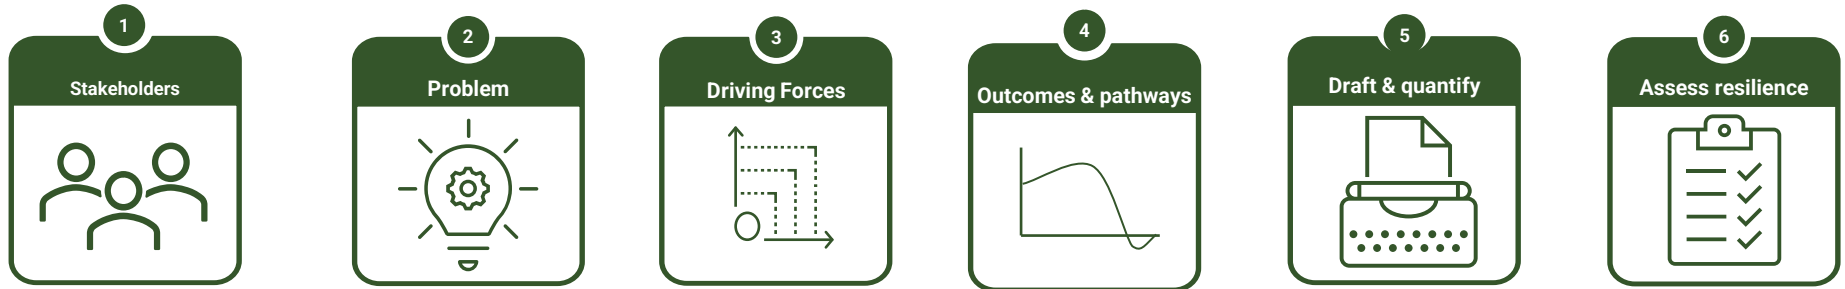 1
Stakeholders
2
Problem
3
Driving Forces
4
Outcomes & pathways
5
Draft & quantify
6
Assess resilience